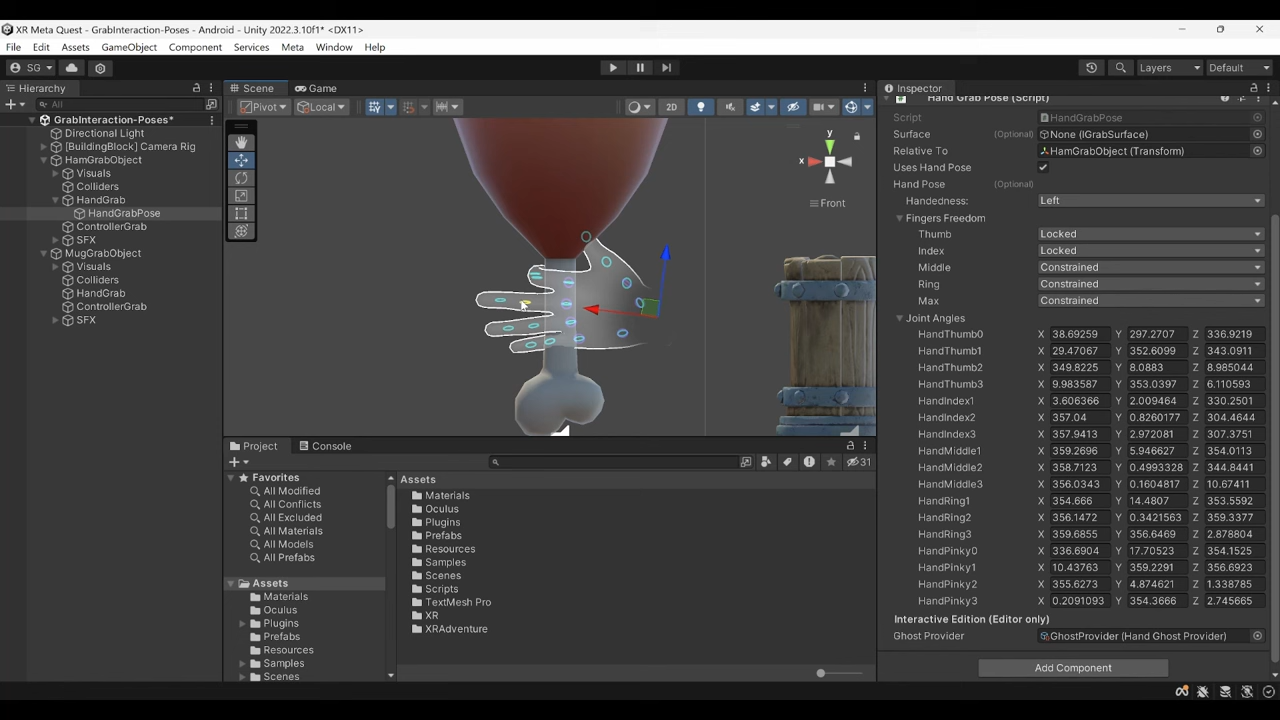 XR Meta Quest - GrabInteraction-Poses - Android - Unity 2022.3.10f1* <DX11>
File Edit Assets GameObject Component Services Meta Window Help
SG Layers Default
Hierarchy
All
GrabInteraction-Poses*
Directional Light
[BuildingBlock] Camera Rig
HamGrabObject
Visuals
Colliders
HandGrab
HandGrabPose
ControllerGrab
SFX
MugGrabObject
Visuals
Colliders
HandGrab
ControllerGrab
SFX
Scene Game
Pivot Local 2D
y
x
Front
Project Console
31
Favorites
All Modified
All Conflicts
All Excluded
All Materials
All Models
All Prefabs
Assets
Materials
Oculus
Plugins
Prefabs
Resources
Samples
Scenes
Assets
Materials
Oculus
Plugins
Prefabs
Resources
Samples
Scenes
Scripts
TextMesh Pro
XR
XRAdventure
Inspector
Hand Grab Pose (Script)
Script HandGrabPose
Surface (Optional) None (IGrabSurface)
Relative To HamGrabObject (Transform)
Uses Hand Pose
Hand Pose (Optional)
Handedness: Left
Fingers Freedom
Thumb Locked
Index Locked
Middle Constrained
Ring Constrained
Max Constrained
Joint Angles
HandThumb0 X 38.69259 Y 297.2707 Z 336.9219
HandThumb1 X 29.47067 Y 352.6099 Z 343.0911
HandThumb2 X 349.8225 Y 8.0883 Z 8.985044
HandThumb3 X 9.983587 Y 353.0397 Z 6.110593
HandIndex1 X 3.606366 Y 2.009464 Z 330.2501
HandIndex2 X 357.04 Y 0.8260177 Z 304.4644
HandIndex3 X 357.9413 Y 2.972081 Z 307.3751
HandMiddle1 X 359.2696 Y 5.946627 Z 354.0113
HandMiddle2 X 358.7123 Y 0.4993328 Z 344.8441
HandMiddle3 X 356.0343 Y 0.1604817 Z 10.67411
HandRing1 X 354.666 Y 14.4807 Z 353.5592
HandRing2 X 356.1472 Y 0.3421563 Z 359.3377
HandRing3 X 359.6855 Y 356.6469 Z 2.878804
HandPinky0 X 336.6904 Y 17.70523 Z 354.1525
HandPinky1 X 10.43763 Y 359.2291 Z 356.6923
HandPinky2 X 355.6273 Y 4.874621 Z 1.338785
HandPinky3 X 0.2091093 Y 354.3666 Z 2.745665
Interactive Edition (Editor only)
Ghost Provider GhostProvider (Hand Ghost Provider)
Add Component